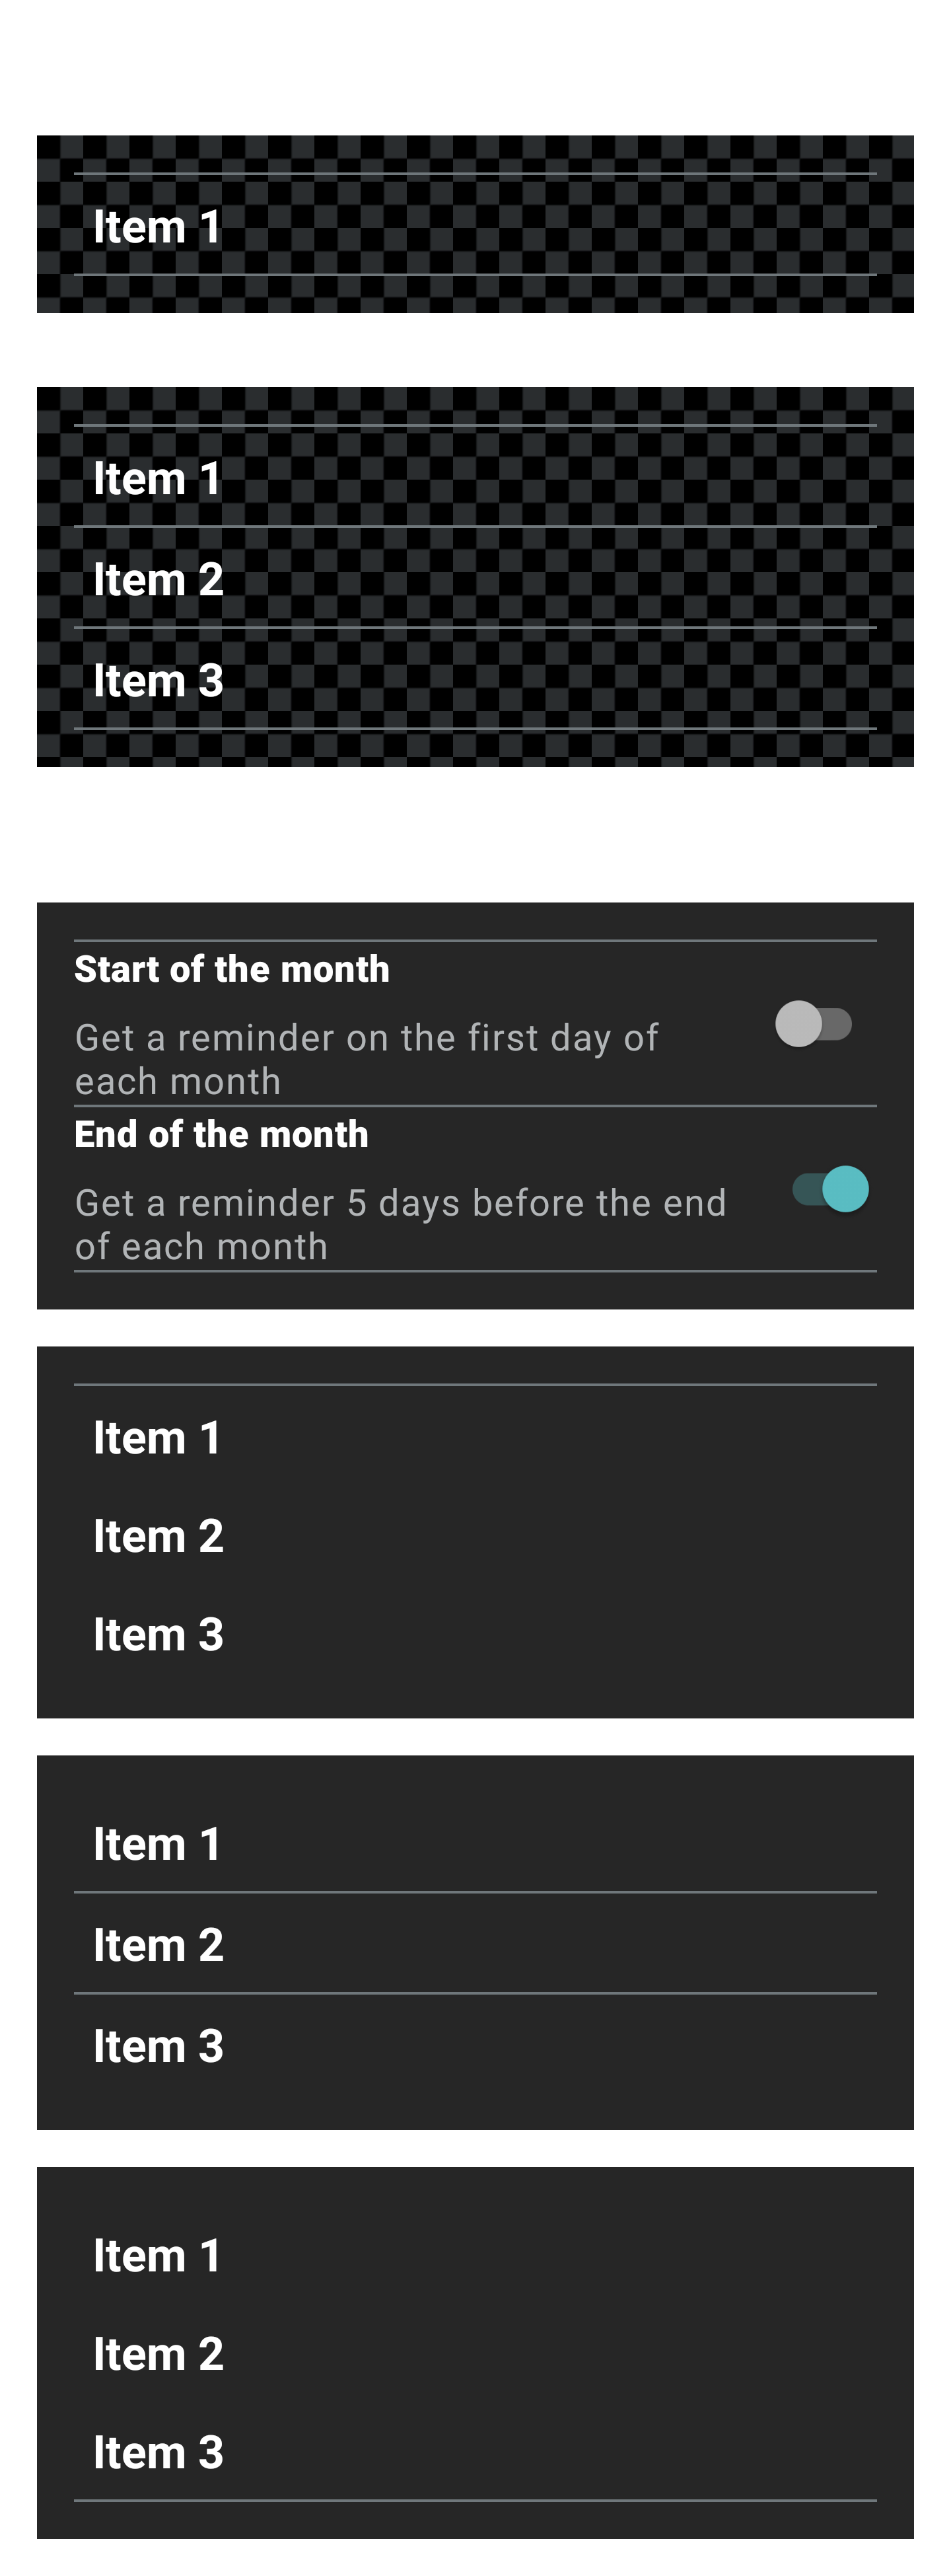 Item 1
Item 1
Item 2
Item 3
Start of the month
Get a reminder on the first day of
each month
End of the month
Get a reminder 5 days before the end
of each month
Item 1
Item 2
Item 3
Item 1
Item 2
Item 3
Item 1
Item 2
Item 3